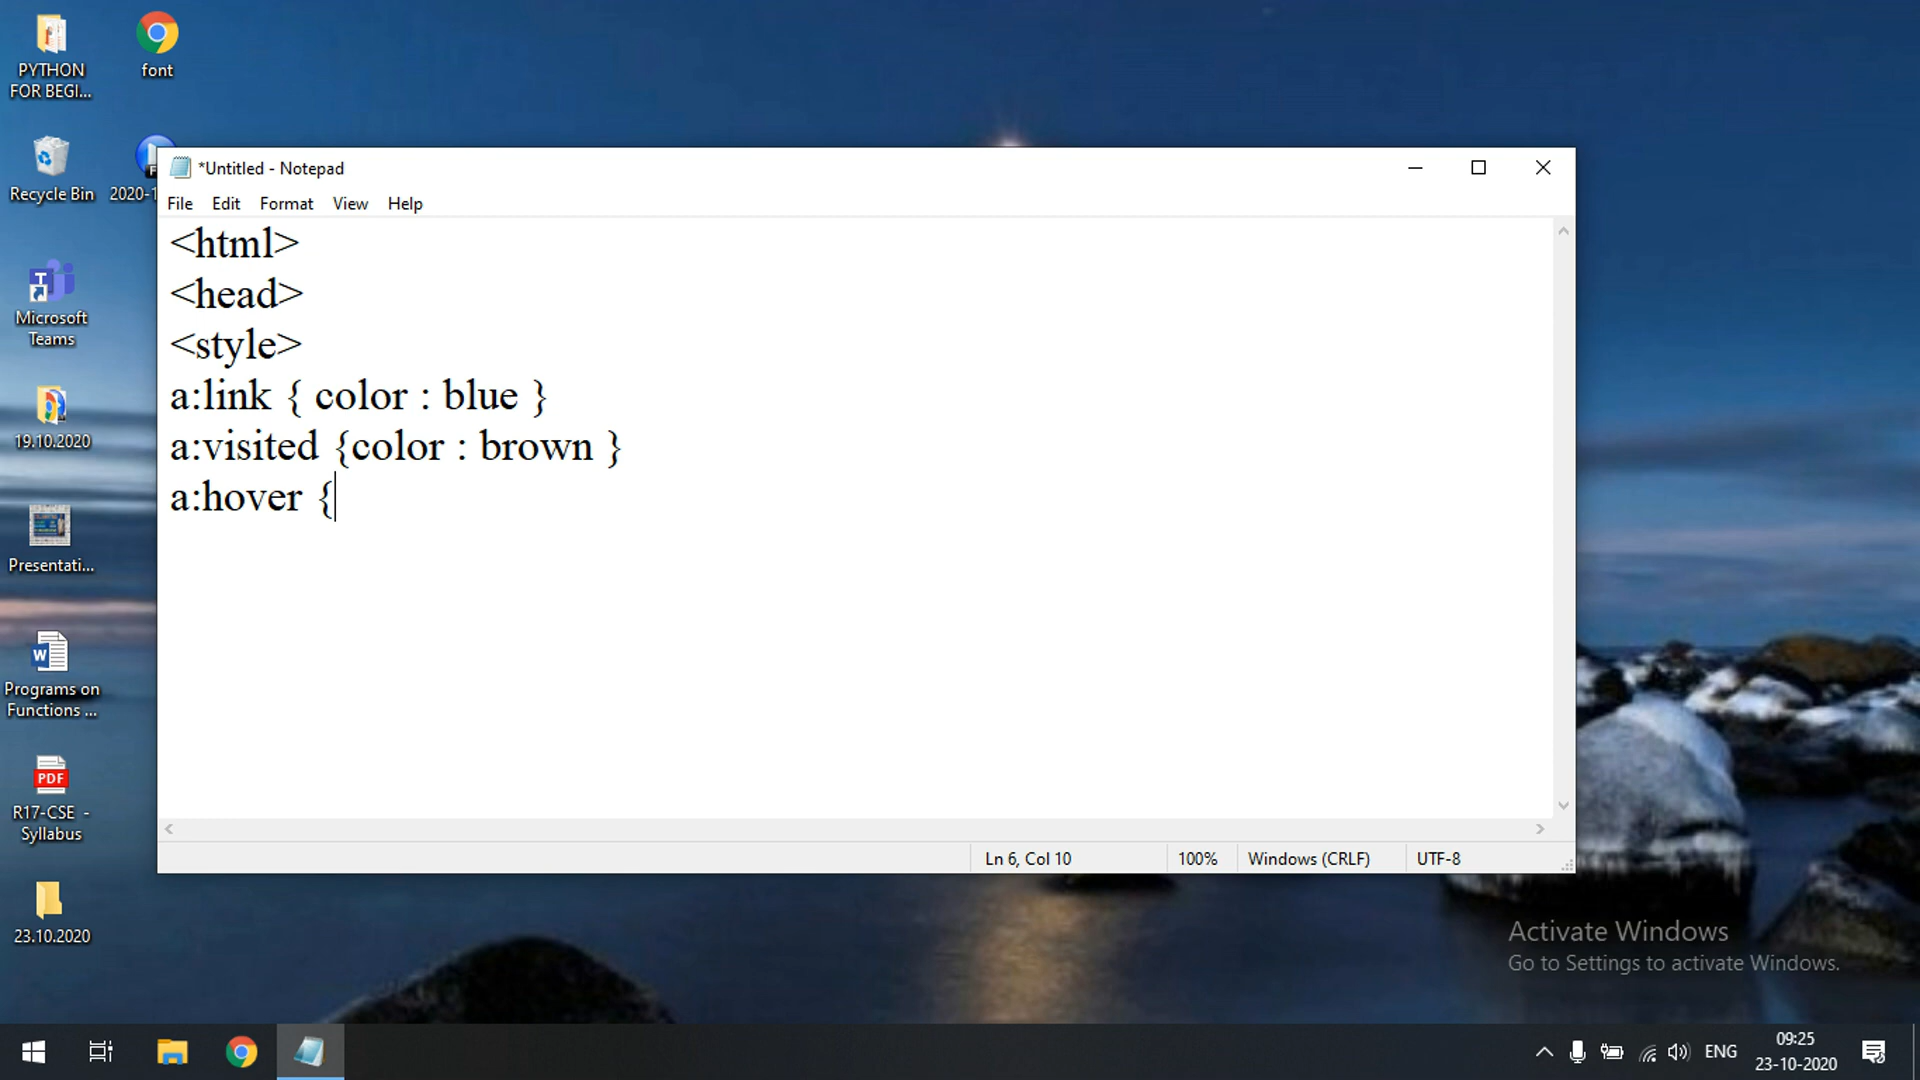 PYTHON
FOR BEGI...
font
Recycle Bin
2020-1
Microsoft
Teams
19.10.2020
Presentati...
Programs on
Functions ...
PDF
R17-CSE -
Syllabus
23.10.2020
*Untitled - Notepad
File Edit Format View Help
<html>
<head>
<style>
a:link { color : blue }
a:visited {color : brown }
a:hover {
Ln 6, Col 10 100% Windows (CRLF) UTF-8
Activate Windows
Go to Settings to activate Windows.
ENG
09:25
23-10-2020